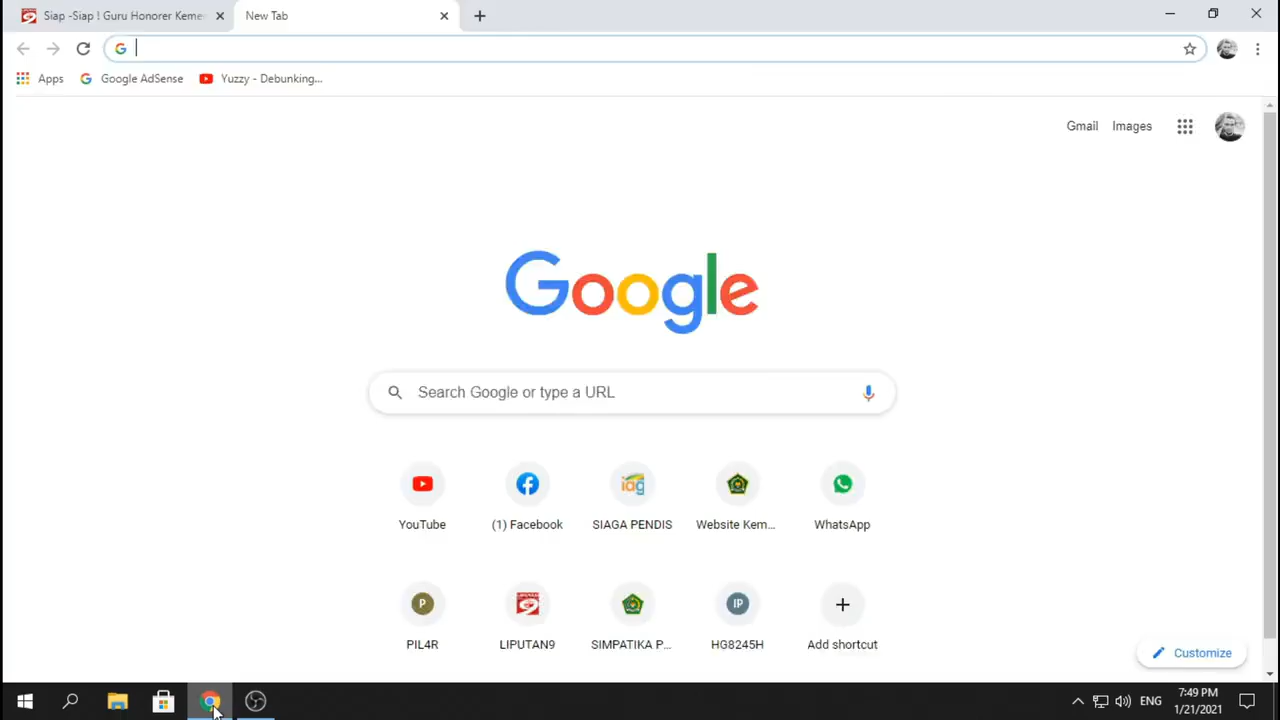 Siap -Siap ! Guru Honorer Keme
New Tab
Apps
Google AdSense
Yuzzy - Debunking...
Gmail
Images
Google
Search Google or type a URL
YouTube
(1) Facebook
SIAGA PENDIS
Website Kem...
WhatsApp
P
IP
PIL4R
LIPUTAN9
SIMPATIKA P...
HG8245H
Add shortcut
Customize
ENG
7:49 PM
1/21/2021